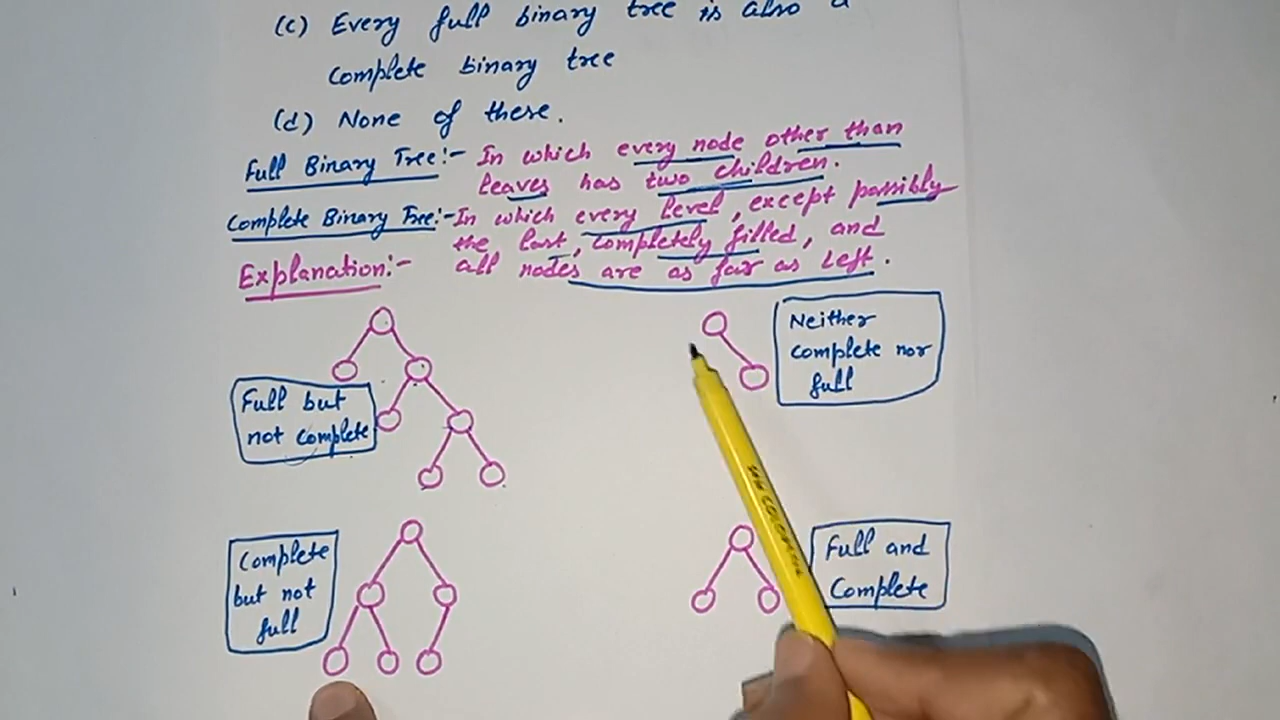 (c) Every full binary tree is also a
Complete binary tree
(d) None of these.
Full Binary Tree:- In which every node other than
leaves has two children.
Complete Binary Tree:- In which every level, except possibly
the last, completely filled, and
all nodes are as far as left.
Explanation:-
Neither
complete nor
full
Full but
not complete
Complete
but not
full
Full and
Complete